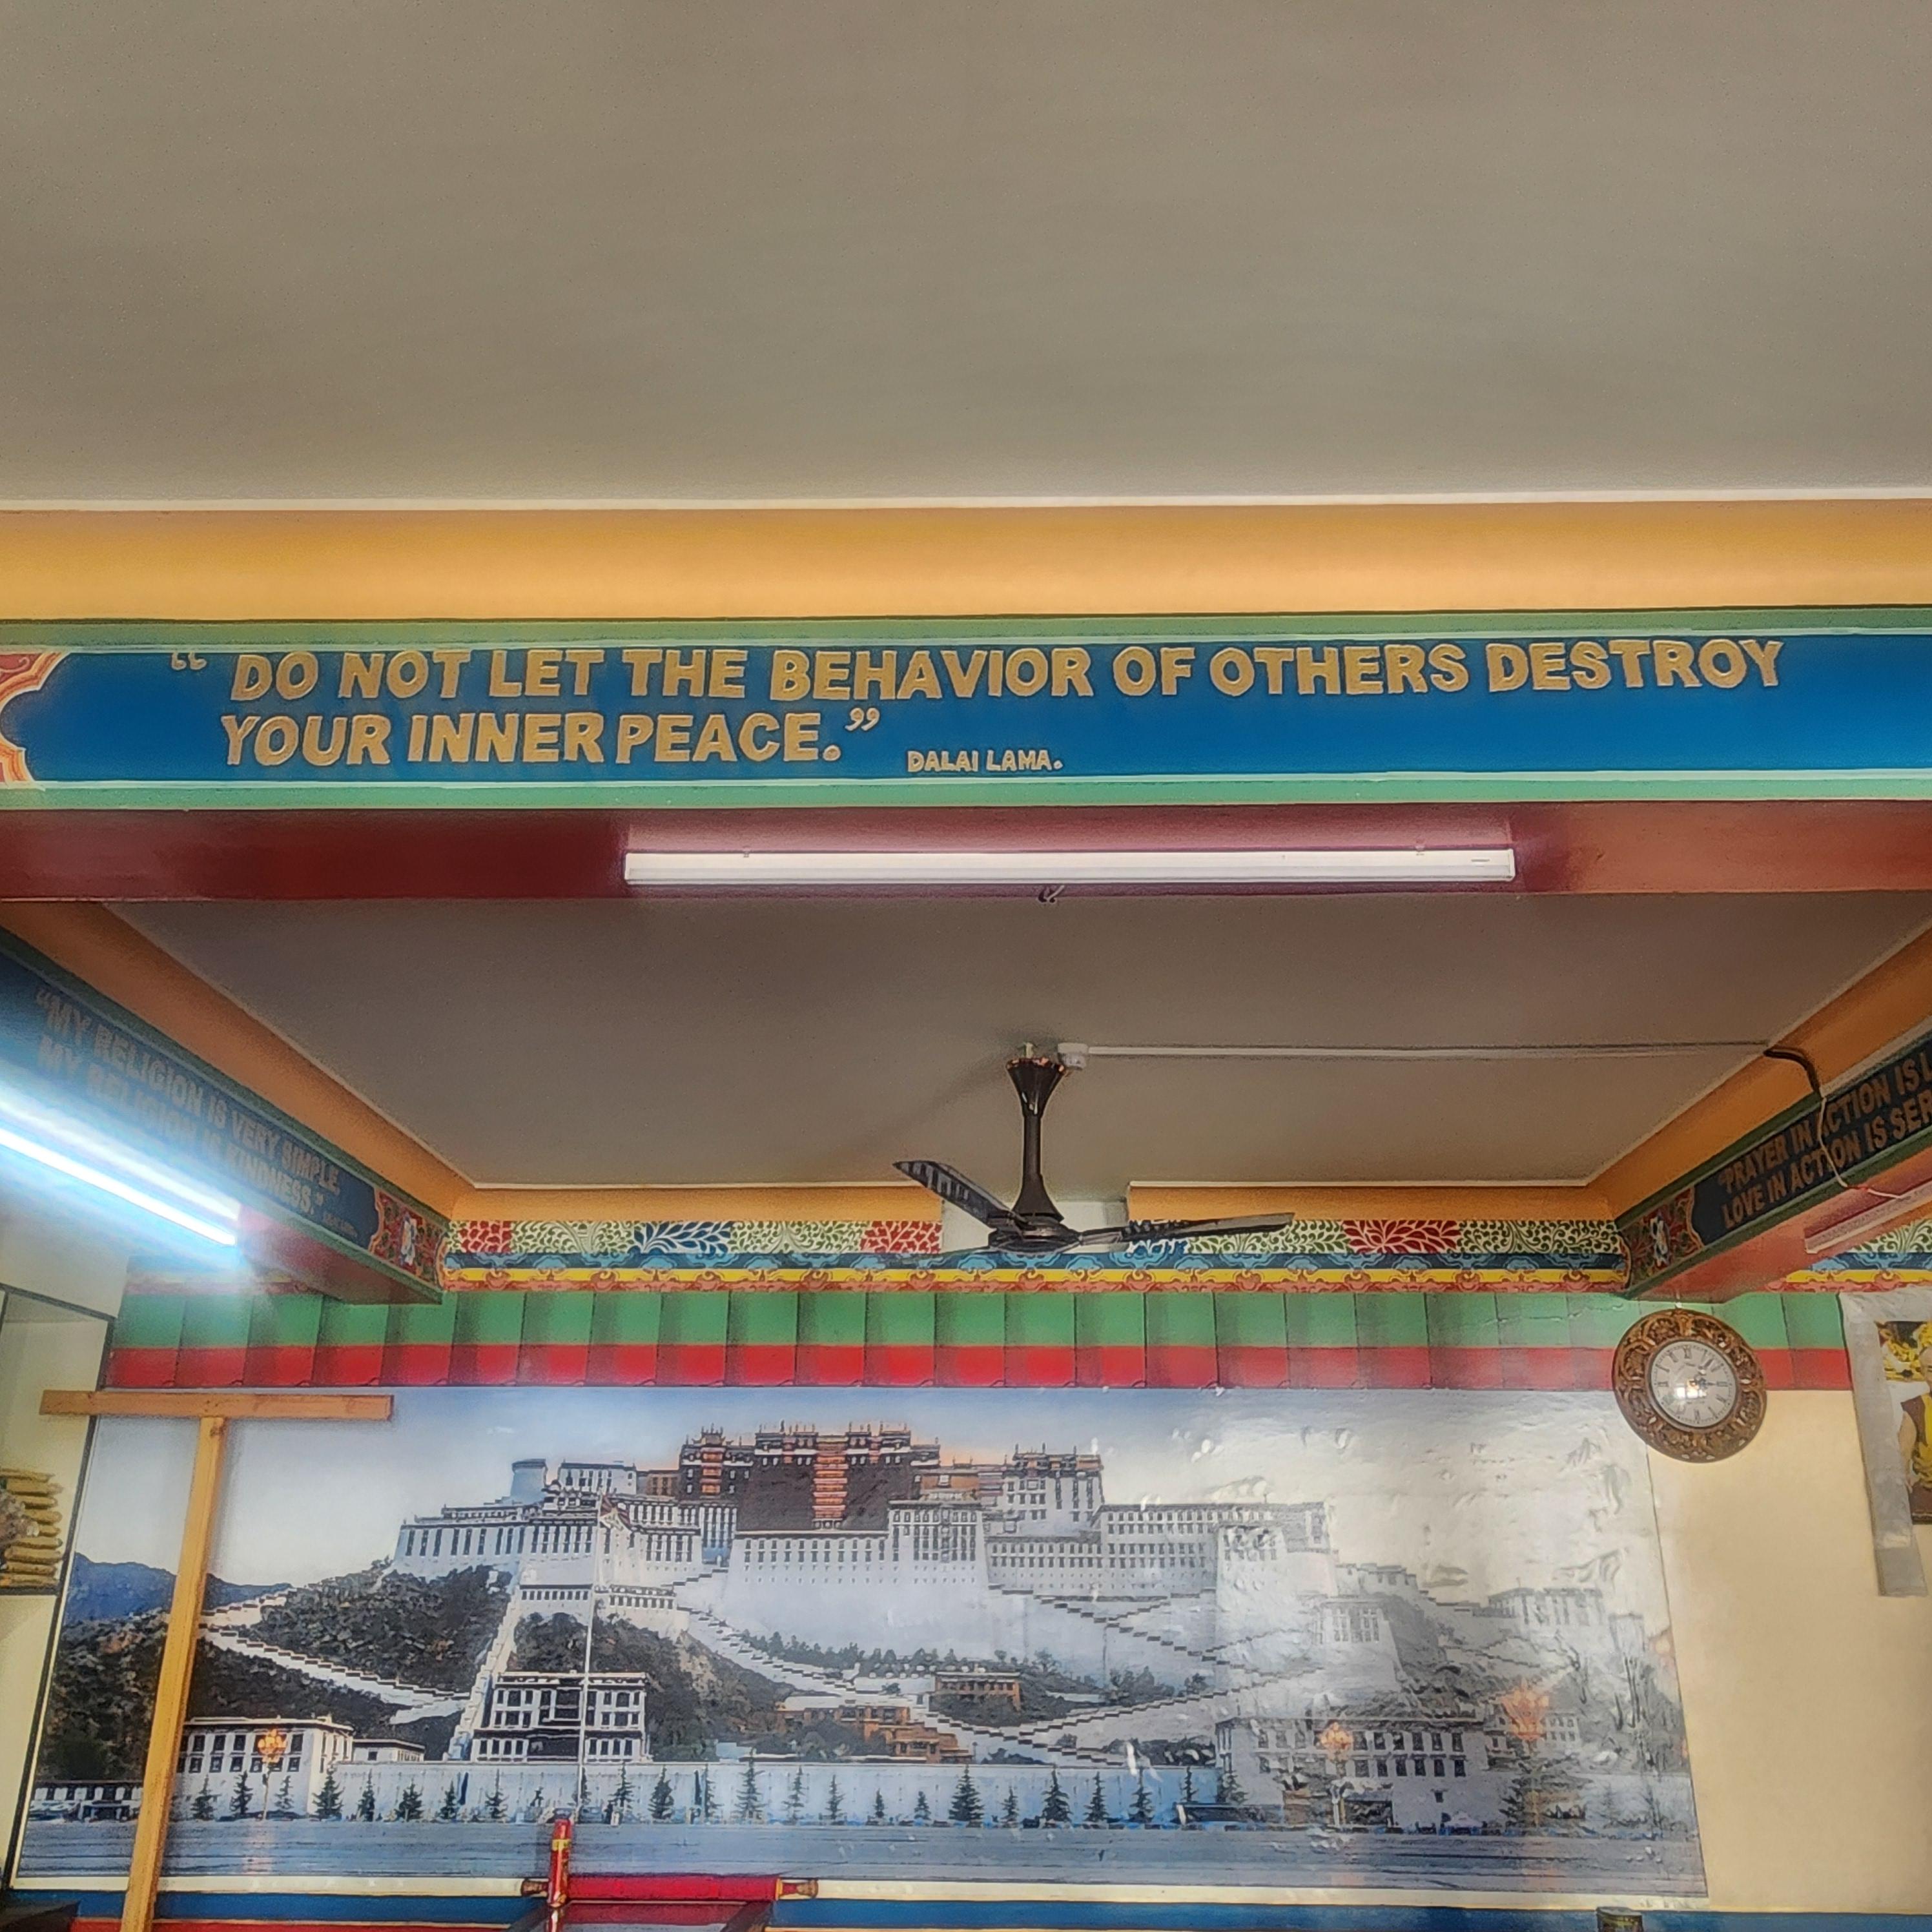 “ DO NOT LET THE BEHAVIOR OF OTHERS DESTROY
YOUR INNER PEACE.”
DALAI LAMA.
“MY RELIGION IS VERY SIMPLE.
MY RELIGION IS KINDNESS.”
“PRAYER IN ACTION IS
LOVE IN ACTION IS